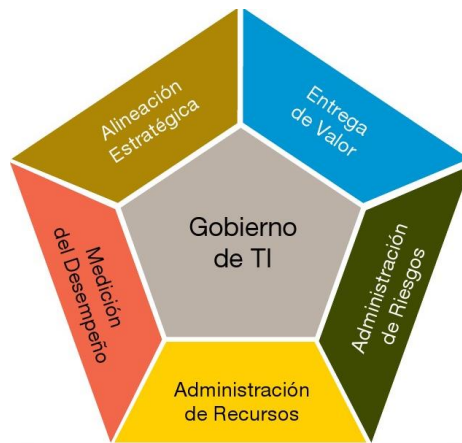 Alineación
Estratégica
Entrega
de Valor
Medición
del Desempeño
Gobierno
de TI
Administración
de Riesgos
Administración
de Recursos